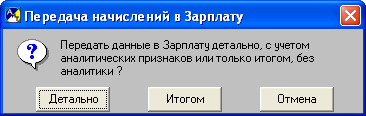 Передача начислений в Зарплату
Передать данные в Зарплату детально, с учетом
аналитических признаков или только итогом, без
аналитики ?
Детально
Итогом
Отмена